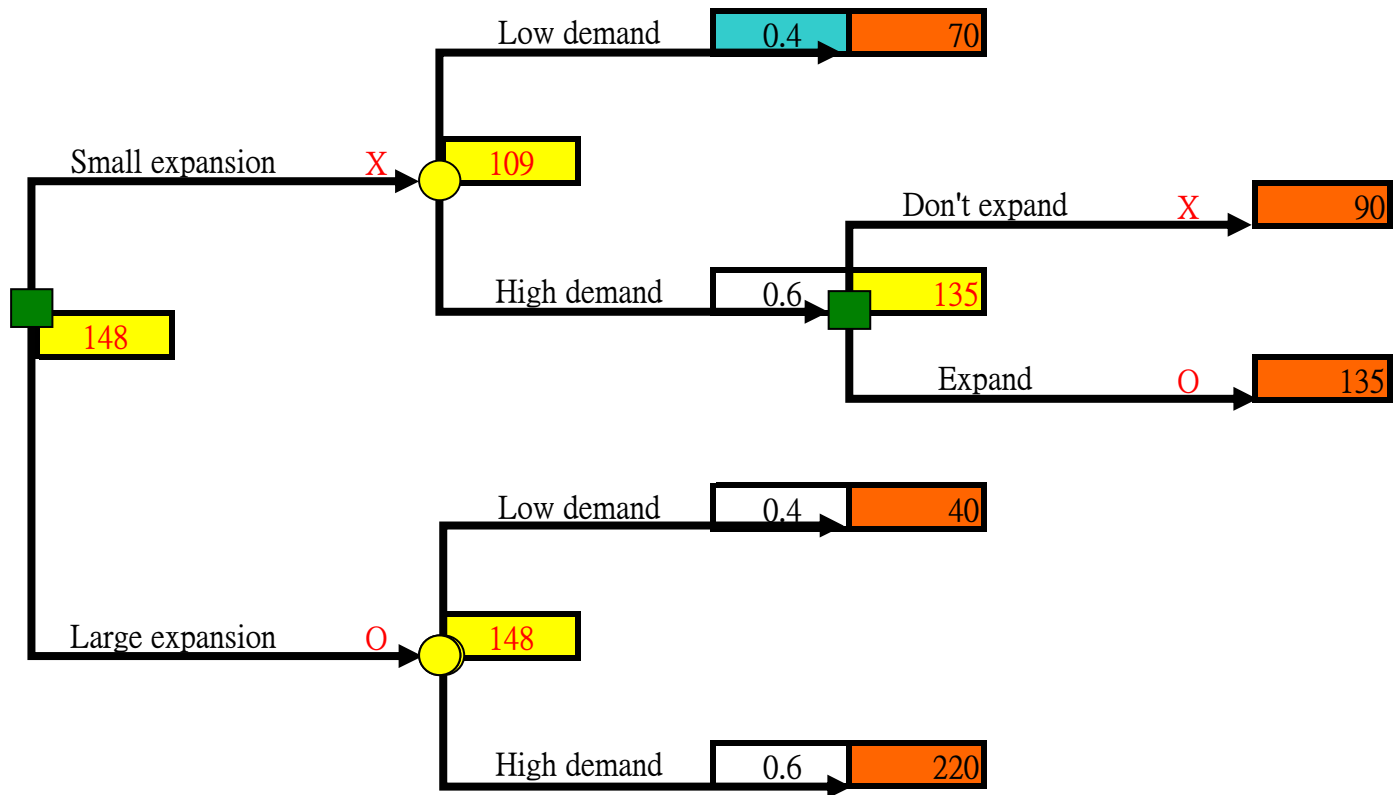 Low demand 0.4 70
Small expansion X 109
Don't expand X 90
High demand 0.6 135
148
Expand O 135
Low demand 0.4 40
Large expansion O 148
High demand 0.6 220